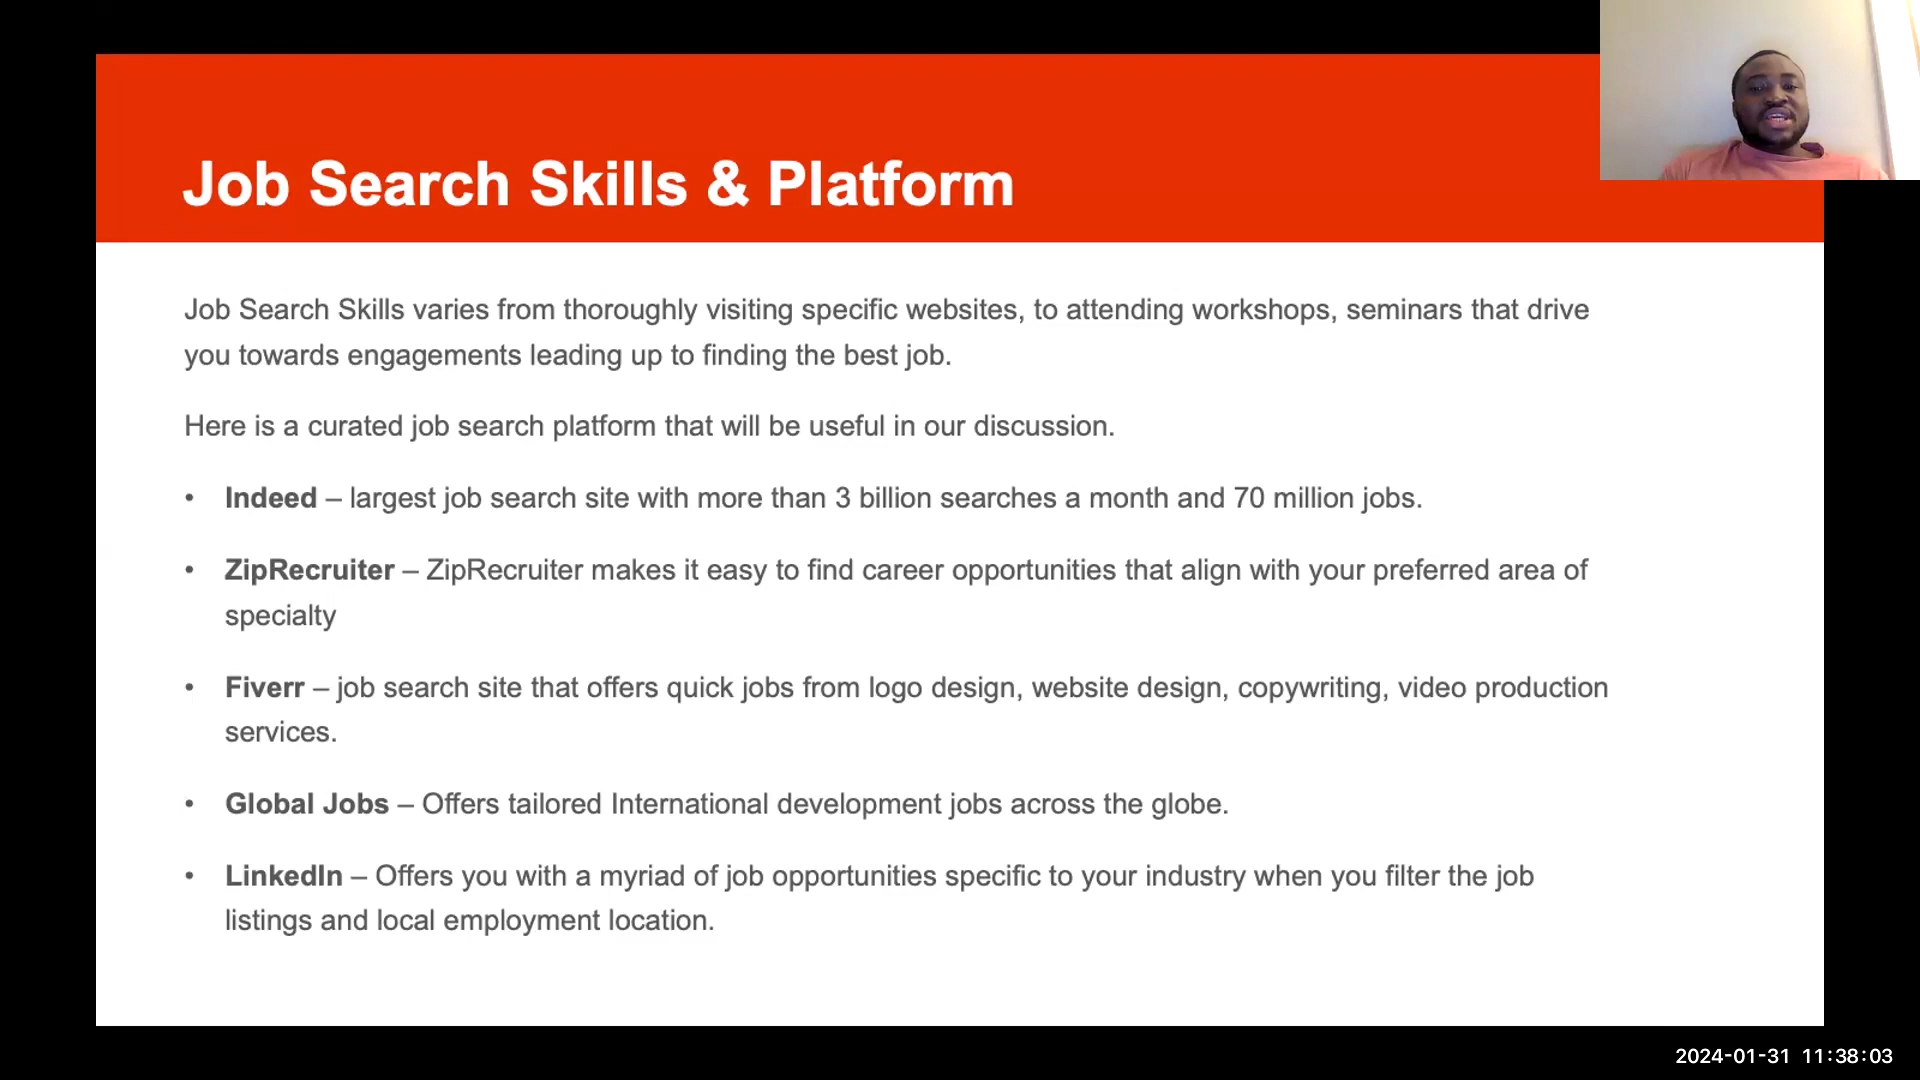 Job Search Skills & Platform
Job Search Skills varies from thoroughly visiting specific websites, to attending workshops, seminars that drive
you towards engagements leading up to finding the best job.
Here is a curated job search platform that will be useful in our discussion.
• Indeed – largest job search site with more than 3 billion searches a month and 70 million jobs.
• ZipRecruiter – ZipRecruiter makes it easy to find career opportunities that align with your preferred area of
specialty
• Fiverr – job search site that offers quick jobs from logo design, website design, copywriting, video production
services.
• Global Jobs – Offers tailored International development jobs across the globe.
• LinkedIn – Offers you with a myriad of job opportunities specific to your industry when you filter the job
listings and local employment location.
2024-01-31 11:38:03